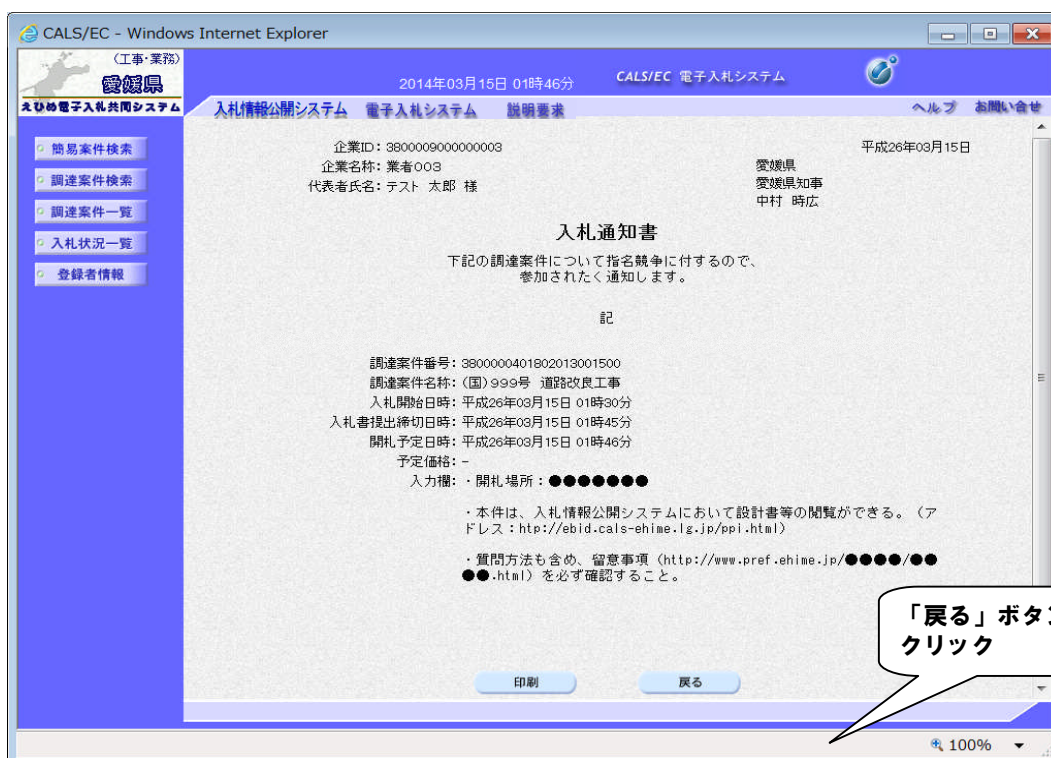 CALS/EC - Windows Internet Explorer
(工事・業務)
愛媛県
えひめ電子入札共同システム
2014年03月15日 01時46分
CALS/EC 電子入札システム
入札情報公開システム 電子入札システム 説明要求
ヘルプ お問い合せ
簡易案件検索
調達案件検索
調達案件一覧
入札状況一覧
登録者情報
企業ID：3800009000000003
企業名称：業者003
代表者氏名：テスト 太郎 様
平成26年03月15日
愛媛県
愛媛県知事
中村 時広
入札通知書
下記の調達案件について指名競争に付するので、
参加されたく通知します。
記
調達案件番号：3800000401802013001500
調達案件名称：（国）999号 道路改良工事
入札開始日時：平成26年03月15日 01時30分
入札書提出締切日時：平成26年03月15日 01時45分
開札予定日時：平成26年03月15日 01時46分
予定価格：-
入力欄：・開札場所：●●●●●●●
・本件は、入札情報公開システムにおいて設計書等の閲覧ができる。（ア
ドレス：htp://ebid.cals-ehime.lg.jp/ppi.html）
・質問方法も含め、留意事項（http://www.pref.ehime.jp/●●●●/●●
●●.html）を必ず確認すること。
「戻る」ボタン
クリック
印刷
戻る
100%